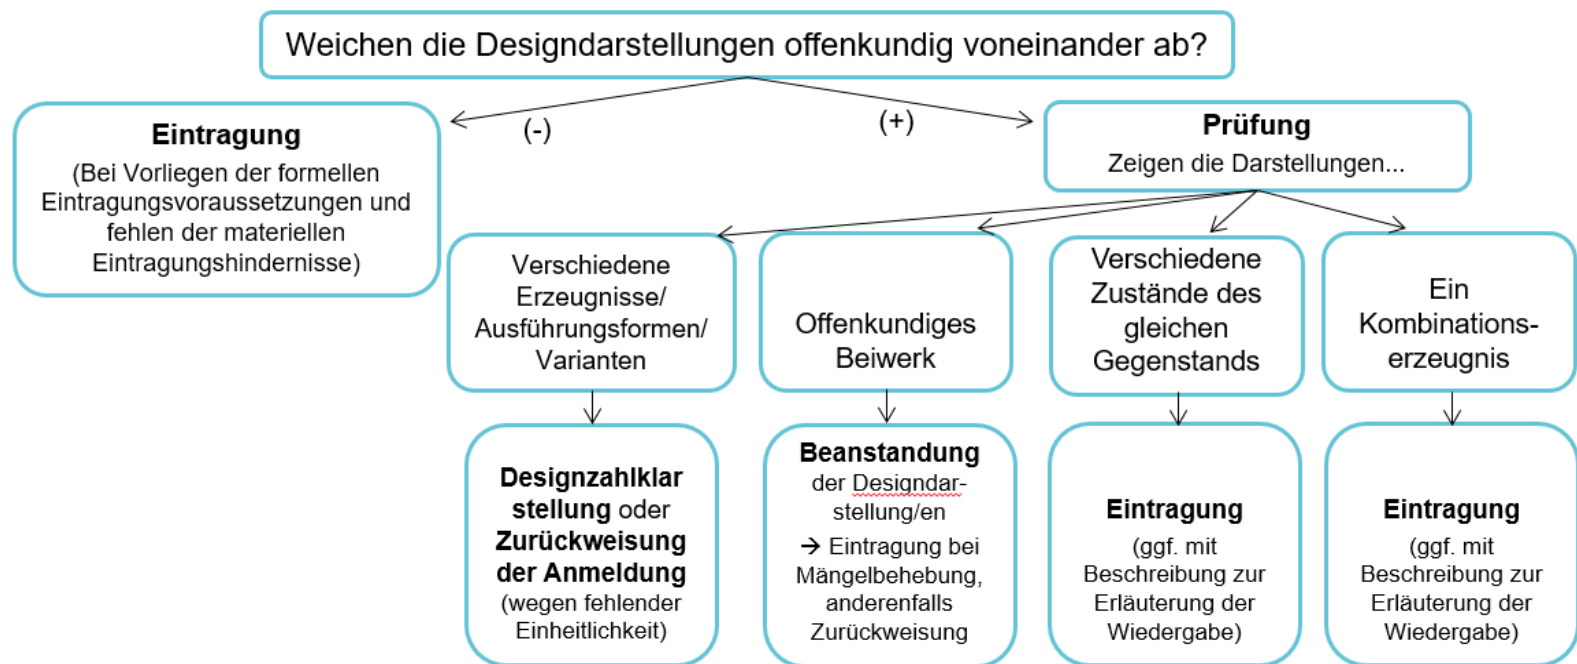 Weichen die Designdarstellungen offenkundig voneinander ab?
(-)
(+)
Eintragung
(Bei Vorliegen der formellen
Eintragungsvoraussetzungen und
fehlen der materiellen
Eintragungshindernisse)
Prüfung
Zeigen die Darstellungen...
Verschiedene
Erzeugnisse/
Ausführungsformen/
Varianten
Offenkundiges
Beiwerk
Verschiedene
Zustände des
gleichen
Gegenstands
Ein
Kombinations-
erzeugnis
Designzahlklar
stellung oder
Zurückweisung
der Anmeldung
(wegen fehlender
Einheitlichkeit)
Beanstandung
der Designdar-
stellung/en
→ Eintragung bei
Mängelbehebung,
anderenfalls
Zurückweisung
Eintragung
(ggf. mit
Beschreibung zur
Erläuterung der
Wiedergabe)
Eintragung
(ggf. mit
Beschreibung zur
Erläuterung der
Wiedergabe)